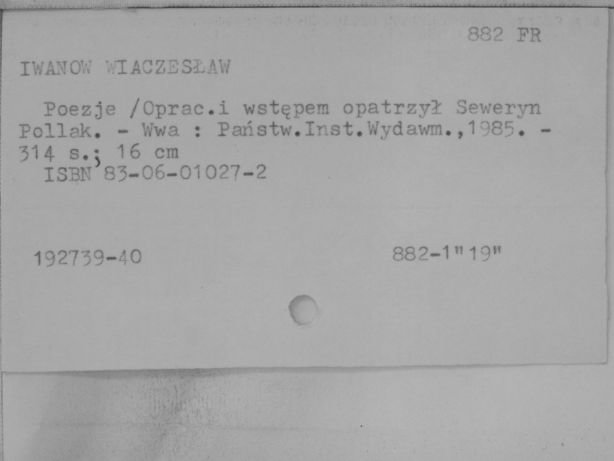 882 FR
IWANOW WIACZESŁAW
Poezje /Oprac.i wstępem opatrzył Seweryn
Pollak. - Wwa : Państw.Inst.Wydawm.,1985. -
314 s.; 16 cm
ISBN 83-06-01027-2
192739-40
882-1"19"